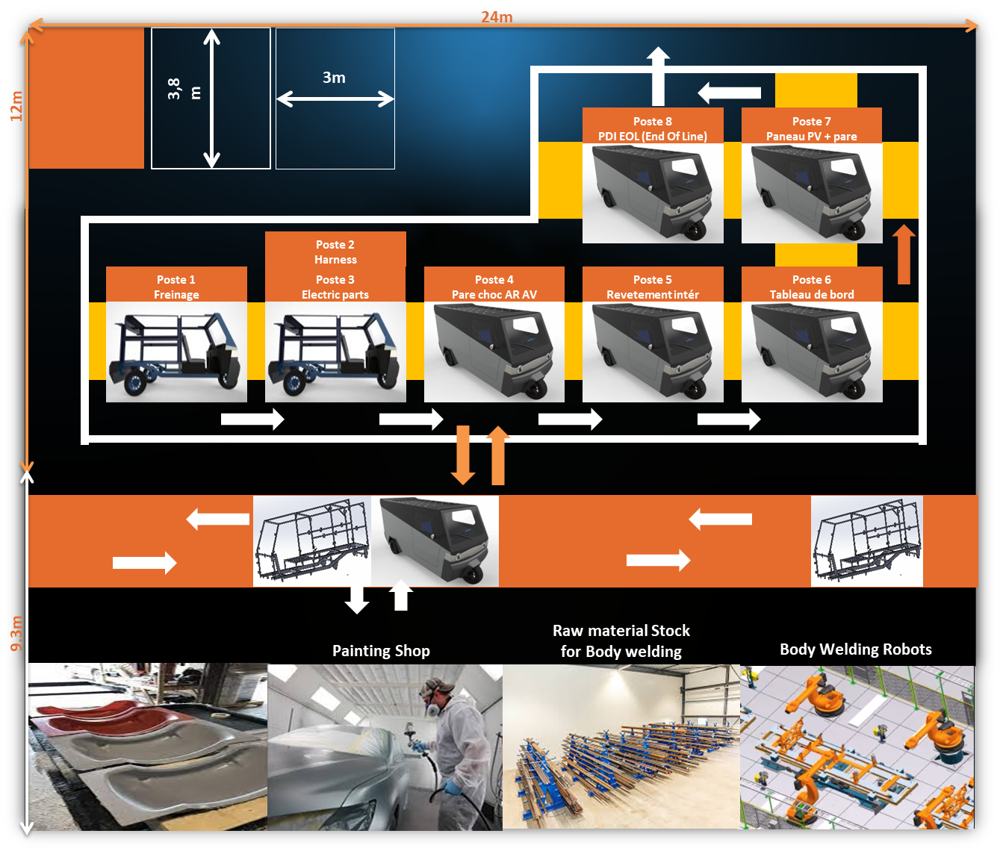 24m
12m
3,8
m
3m
Poste 8
PDI EOL (End Of Line)
Poste 7
Paneau PV + pare
Poste 2
Harness
Poste 1
Freinage
Poste 3
Electric parts
Poste 4
Pare choc AR AV
Poste 5
Revetement intér
Poste 6
Tableau de bord
9.3m
Painting Shop
Raw material Stock
for Body welding
Body Welding Robots